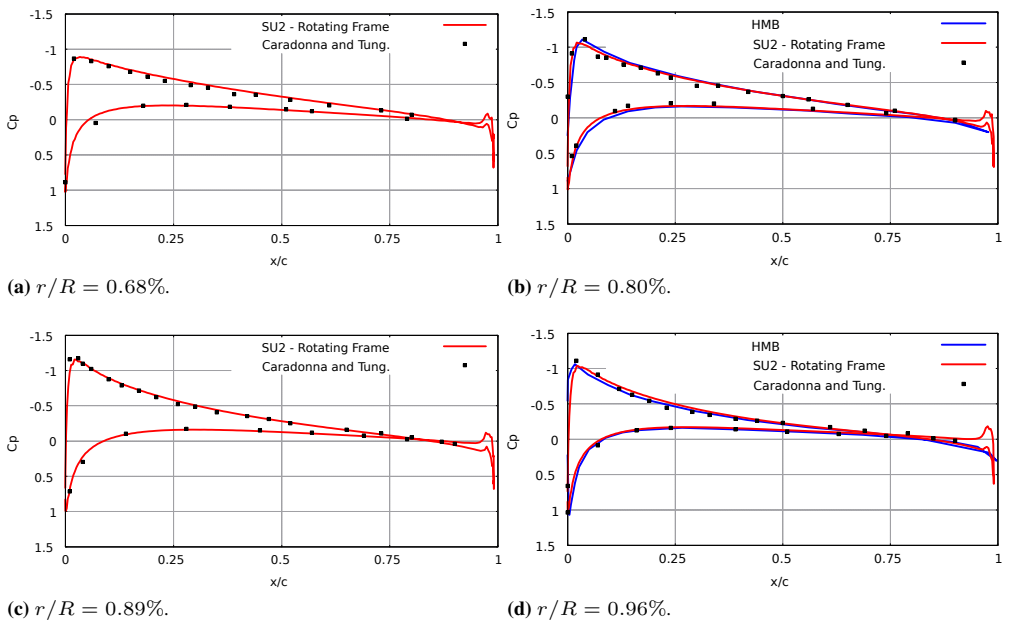 -1.5
-1
-0.5
0
0.5
1
1.5
Cp
0
0.25
0.5
0.75
1
x/c
SU2 - Rotating Frame
Caradonna and Tung.
(a) r/R = 0.68%.
-1.5
-1
-0.5
0
0.5
1
1.5
Cp
0
0.25
0.5
0.75
1
x/c
HMB
SU2 - Rotating Frame
Caradonna and Tung.
(b) r/R = 0.80%.
-1.5
-1
-0.5
0
0.5
1
1.5
Cp
0
0.25
0.5
0.75
1
x/c
SU2 - Rotating Frame
Caradonna and Tung.
(c) r/R = 0.89%.
-1.5
-1
-0.5
0
0.5
1
1.5
Cp
0
0.25
0.5
0.75
1
x/c
HMB
SU2 - Rotating Frame
Caradonna and Tung.
(d) r/R = 0.96%.